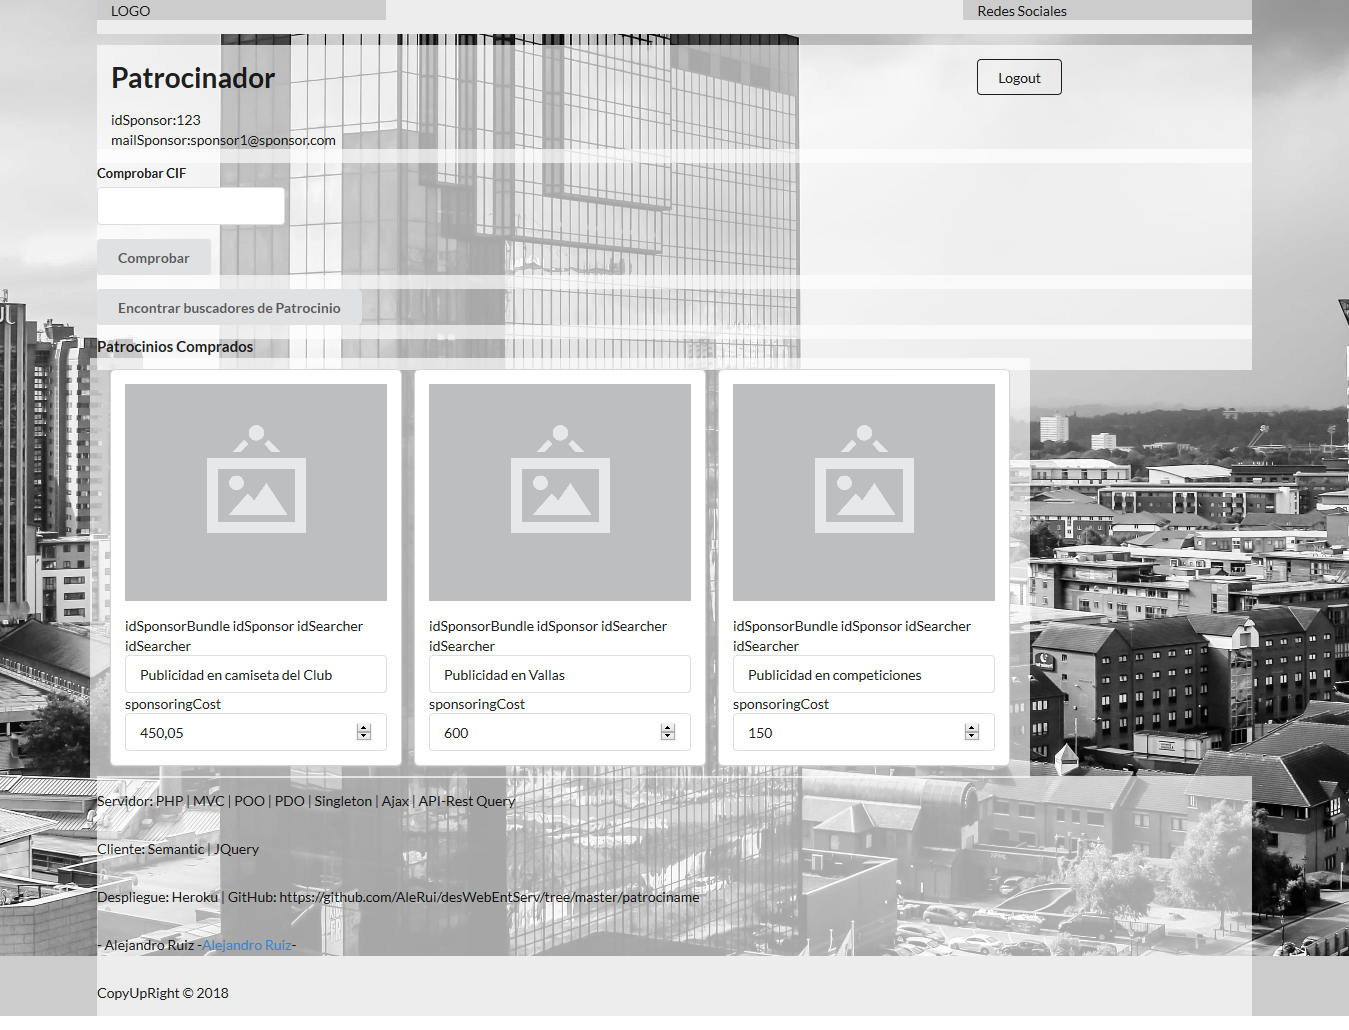 LOGO
Redes Sociales
Patrocinador
Logout
idSponsor:123
mailSponsor:sponsor1@sponsor.com
Comprobar CIF
Comprobar
Encontrar buscadores de Patrocinio
Patrocinios Comprados
idSponsorBundle idSponsor idSearcher
idSearcher
Publicidad en camiseta del Club
sponsoringCost
450,05
idSponsorBundle idSponsor idSearcher
idSearcher
Publicidad en Vallas
sponsoringCost
600
idSponsorBundle idSponsor idSearcher
idSearcher
Publicidad en competiciones
sponsoringCost
150
Servidor: PHP | MVC | POO | PDO | Singleton | Ajax | API-Rest Query
Cliente: Semantic | JQuery
Despliegue: Heroku | GitHub: https://github.com/AleRui/desWebEntServ/tree/master/patrociname
- Alejandro Ruiz -Alejandro Ruiz-
CopyUpRight © 2018